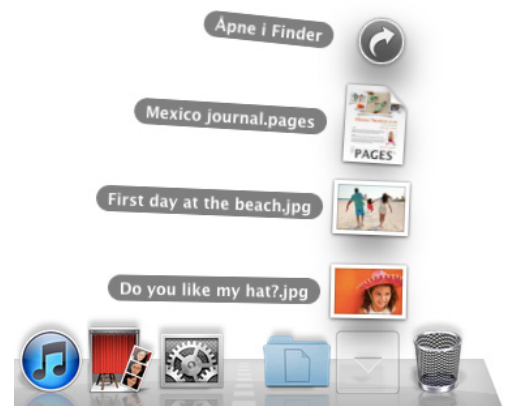 Åpne i Finder
Mexico journal.pages
PAGES
First day at the beach.jpg
Do you like my hat?.jpg